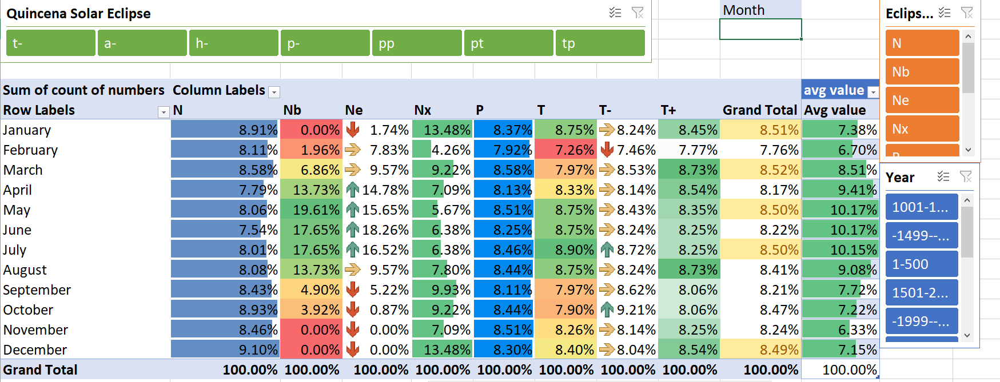 Quincena Solar Eclipse
t- a- h- p- pp pt tp
Month
Eclips...
N
Nb
Ne
Nx
Year
1001-1...
-1499--...
1-500
1501-2...
-1999--...
Sum of count of numbers Column Labels avg value
Row Labels N Nb Ne Nx P T T- T+ Grand Total Avg value
January 8.91% 0.00% 1.74% 13.48% 8.37% 8.75% 8.24% 8.45% 8.51% 7.38%
February 8.11% 1.96% 7.83% 4.26% 7.92% 7.26% 7.46% 7.77% 7.76% 6.70%
March 8.58% 6.86% 9.57% 9.22% 8.58% 7.97% 8.53% 8.73% 8.52% 8.51%
April 7.79% 13.73% 14.78% 7.09% 8.13% 8.33% 8.14% 8.54% 8.17% 9.41%
May 8.06% 19.61% 15.65% 5.67% 8.51% 8.75% 8.43% 8.35% 8.50% 10.17%
June 7.54% 17.65% 18.26% 6.38% 8.25% 8.75% 8.24% 8.25% 8.22% 10.17%
July 8.01% 17.65% 16.52% 6.38% 8.46% 8.90% 8.72% 8.25% 8.50% 10.15%
August 8.08% 13.73% 9.57% 7.80% 8.44% 8.75% 8.24% 8.73% 8.41% 9.08%
September 8.43% 4.90% 5.22% 9.93% 8.11% 7.97% 8.62% 8.06% 8.21% 7.72%
October 8.93% 3.92% 0.87% 9.22% 8.44% 7.90% 9.21% 8.06% 8.47% 7.22%
November 8.46% 0.00% 0.00% 7.09% 8.51% 8.26% 8.14% 8.25% 8.24% 6.33%
December 9.10% 0.00% 0.00% 13.48% 8.30% 8.40% 8.04% 8.54% 8.49% 7.15%
Grand Total 100.00% 100.00% 100.00% 100.00% 100.00% 100.00% 100.00% 100.00% 100.00% 100.00%